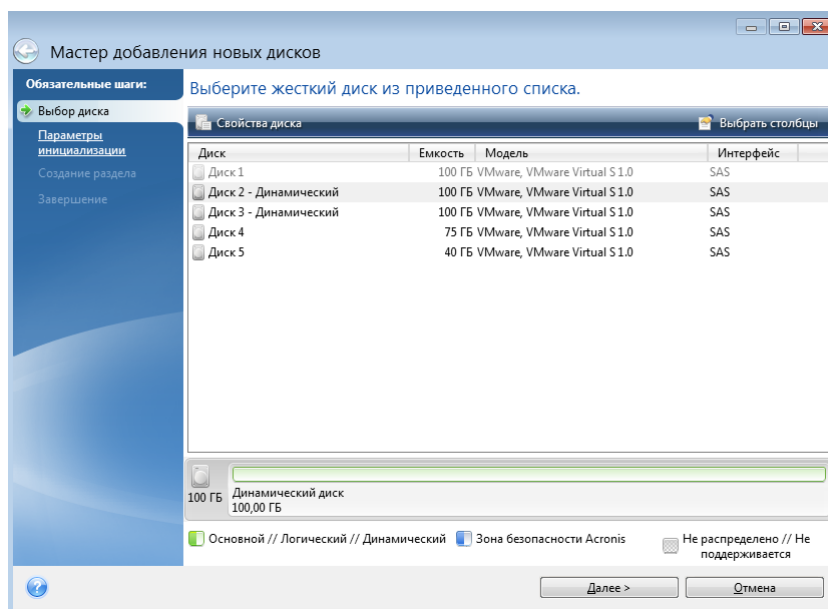 Мастер добавления новых дисков
Обязательные шаги:
Выбор диска
Параметры
инициализации
Создание раздела
Завершение
Выберите жесткий диск из приведенного списка.
Свойства диска Выбрать столбцы
Диск Емкость Модель Интерфейс
Диск 1 100 ГБ VMware, VMware Virtual S 1.0 SAS
Диск 2 - Динамический 100 ГБ VMware, VMware Virtual S 1.0 SAS
Диск 3 - Динамический 100 ГБ VMware, VMware Virtual S 1.0 SAS
Диск 4 75 ГБ VMware, VMware Virtual S 1.0 SAS
Диск 5 40 ГБ VMware, VMware Virtual S 1.0 SAS
100 ГБ Динамический диск
100,00 ГБ
Основной // Логический // Динамический Зона безопасности Acronis Не распределено // Не
поддерживается
Далее > Отмена